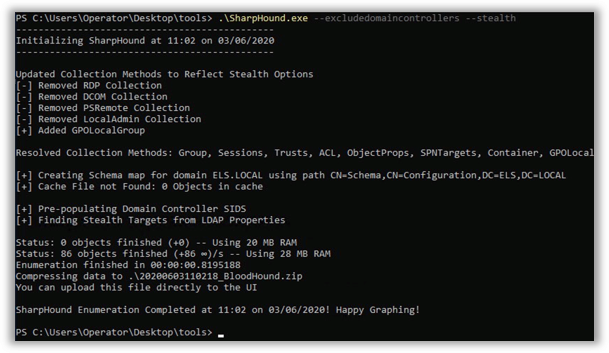 PS C:\Users\Operator\Desktop\tools> .\SharpHound.exe --excludedomaincontrollers --stealth
-----------------------------------------------
Initializing SharpHound at 11:02 on 03/06/2020
-----------------------------------------------
Updated Collection Methods to Reflect Stealth Options
[-] Removed RDP Collection
[-] Removed DCOM Collection
[-] Removed PSRemote Collection
[-] Removed LocalAdmin Collection
[+] Added GPOLocalGroup
Resolved Collection Methods: Group, Sessions, Trusts, ACL, ObjectProps, SPNTargets, Container, GPOLocal
[+] Creating Schema map for domain ELS.LOCAL using path CN=Schema,CN=Configuration,DC=ELS,DC=LOCAL
[+] Cache File not Found: 0 Objects in cache
[+] Pre-populating Domain Controller SIDS
[+] Finding Stealth Targets from LDAP Properties
Status: 0 objects finished (+0) -- Using 20 MB RAM
Status: 86 objects finished (+86 ∞)/s -- Using 28 MB RAM
Enumeration finished in 00:00:00.8195188
Compressing data to .\20200603110218_BloodHound.zip
You can upload this file directly to the UI
SharpHound Enumeration Completed at 11:02 on 03/06/2020! Happy Graphing!
PS C:\Users\Operator\Desktop\tools>